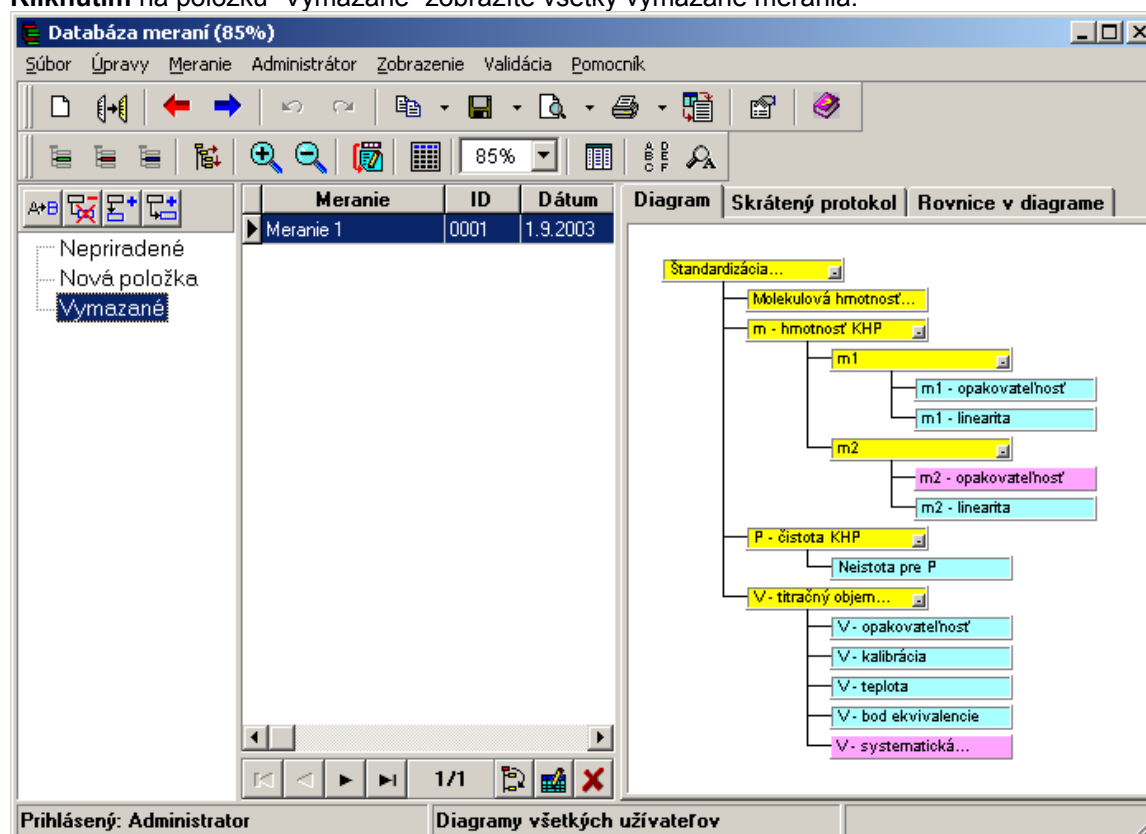 Kliknutím na položku "Vymazané" zobrazíte všetky vymazané merania.
Databáza meraní (85%)
Súbor Úpravy Meranie Administrátor Zobrazenie Validácia Pomocník
85%
A B C D E F
A+B
Nepriradené
Nová položka
Vymazané
Meranie ID Dátum
Meranie 1 0001 1.9.2003
1/1
Diagram Skrátený protokol Rovnice v diagrame
Štandardizácia...
Molekulová hmotnosť...
m - hmotnosť KHP
m1
m1 - opakovateľnosť
m1 - linearita
m2
m2 - opakovateľnosť
m2 - linearita
P - čistota KHP
Neistota pre P
V - titračný objem...
V - opakovateľnosť
V - kalibrácia
V - teplota
V - bod ekvivalencie
V - systematická...
Prihlásený: Administrator Diagramy všetkých užívateľov